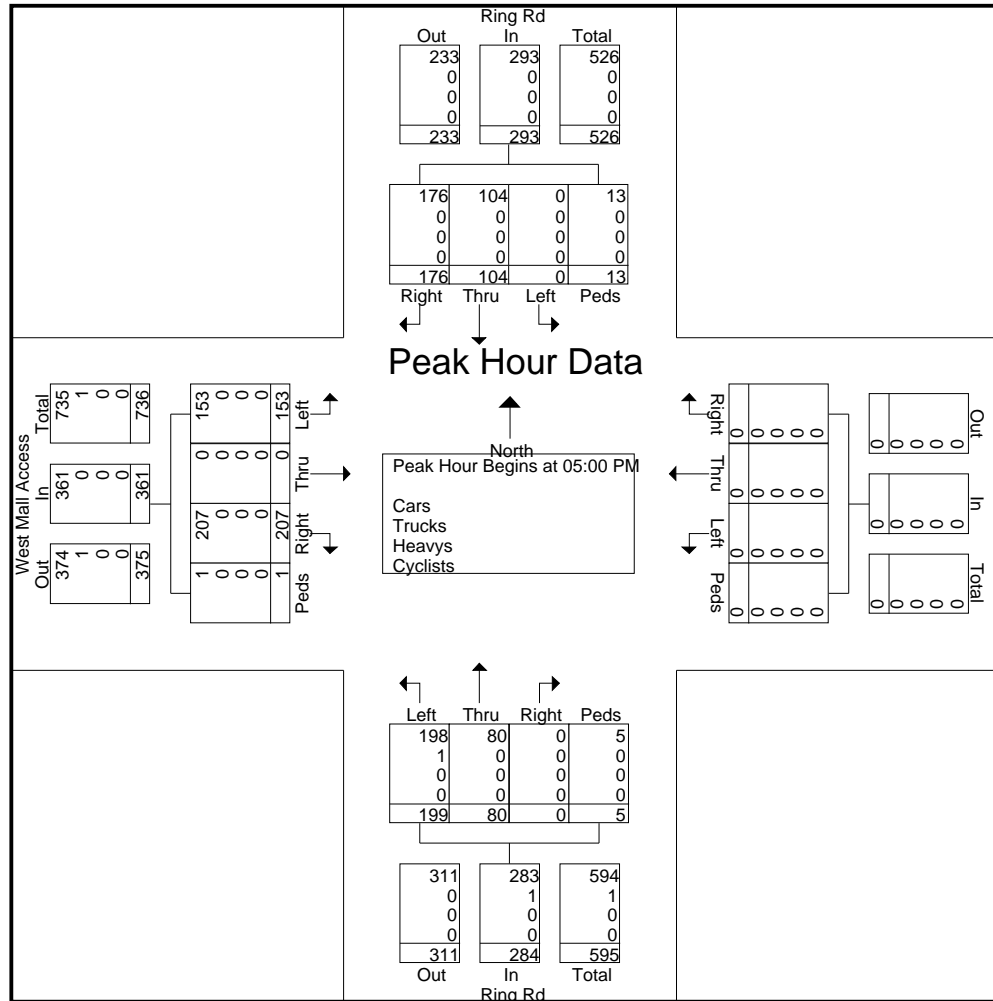 Ring Rd
Out In Total
233 293 526
0 0 0
0 0 0
0 0 0
233 293 526
176 104 0 13
0 0 0 0
0 0 0 0
0 0 0 0
176 104 0 13
Right Thru Left Peds
Peak Hour Data
West Mall Access
Total In Out
735 361 374
1 0 1
0 0 0
0 0 0
736 361 375
153 0 207 1
0 0 0 0
0 0 0 0
0 0 0 0
153 0 207 1
Left Thru Right Peds
North
Peak Hour Begins at 05:00 PM
Cars
Trucks
Heavys
Cyclists
Right Thru Left Peds
0 0 0 0
0 0 0 0
0 0 0 0
0 0 0 0
0 0 0 0
Out In Total
0 0 0
0 0 0
0 0 0
0 0 0
0 0 0
Left Thru Right Peds
198 80 0 5
1 0 0 0
0 0 0 0
0 0 0 0
199 80 0 5
311 283 594
0 1 1
0 0 0
0 0 0
311 284 595
Out In Total
Ring Rd